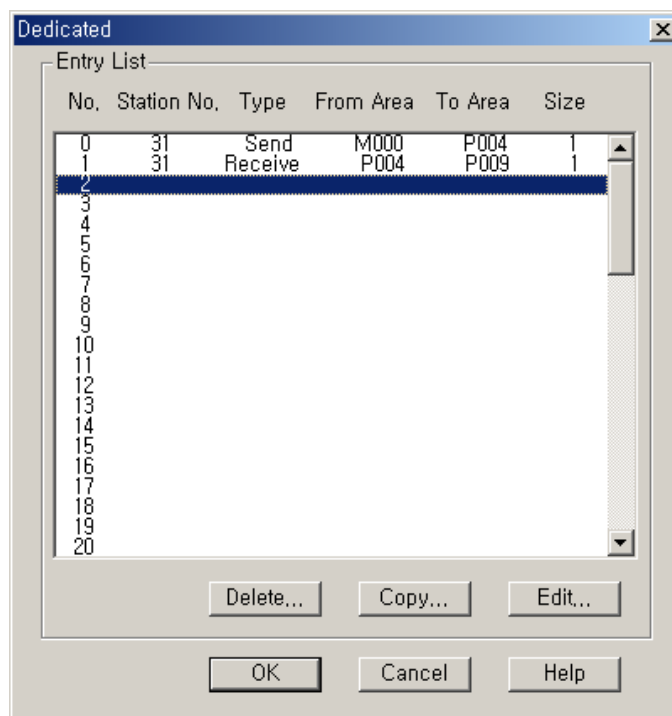 Dedicated
Entry List
No. Station No. Type From Area To Area Size
0 31 Send M000 P004 1
1 31 Receive P004 P009 1
2
3
4
5
6
7
8
9
10
11
12
13
14
15
16
17
18
19
20
Delete... Copy... Edit...
OK Cancel Help